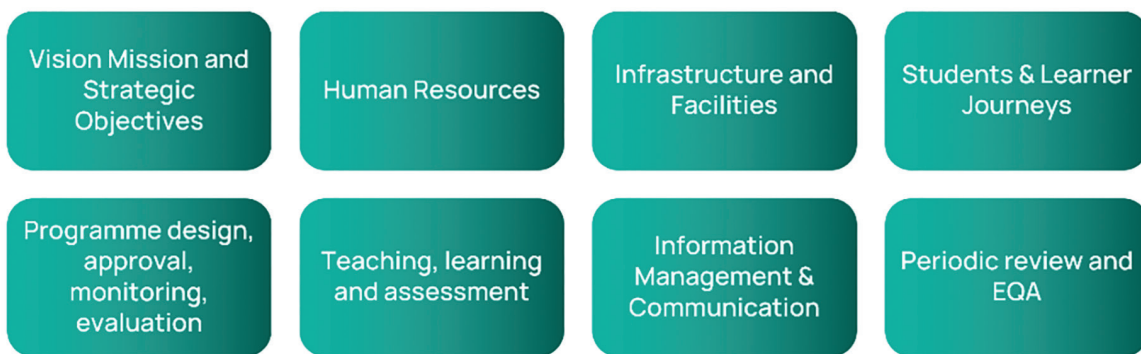 Vision Mission and
Strategic
Objectives
Human Resources
Infrastructure and
Facilities
Students & Learner
Journeys
Programme design,
approval,
monitoring,
evaluation
Teaching, learning
and assessment
Information
Management &
Communication
Periodic review and
EQA